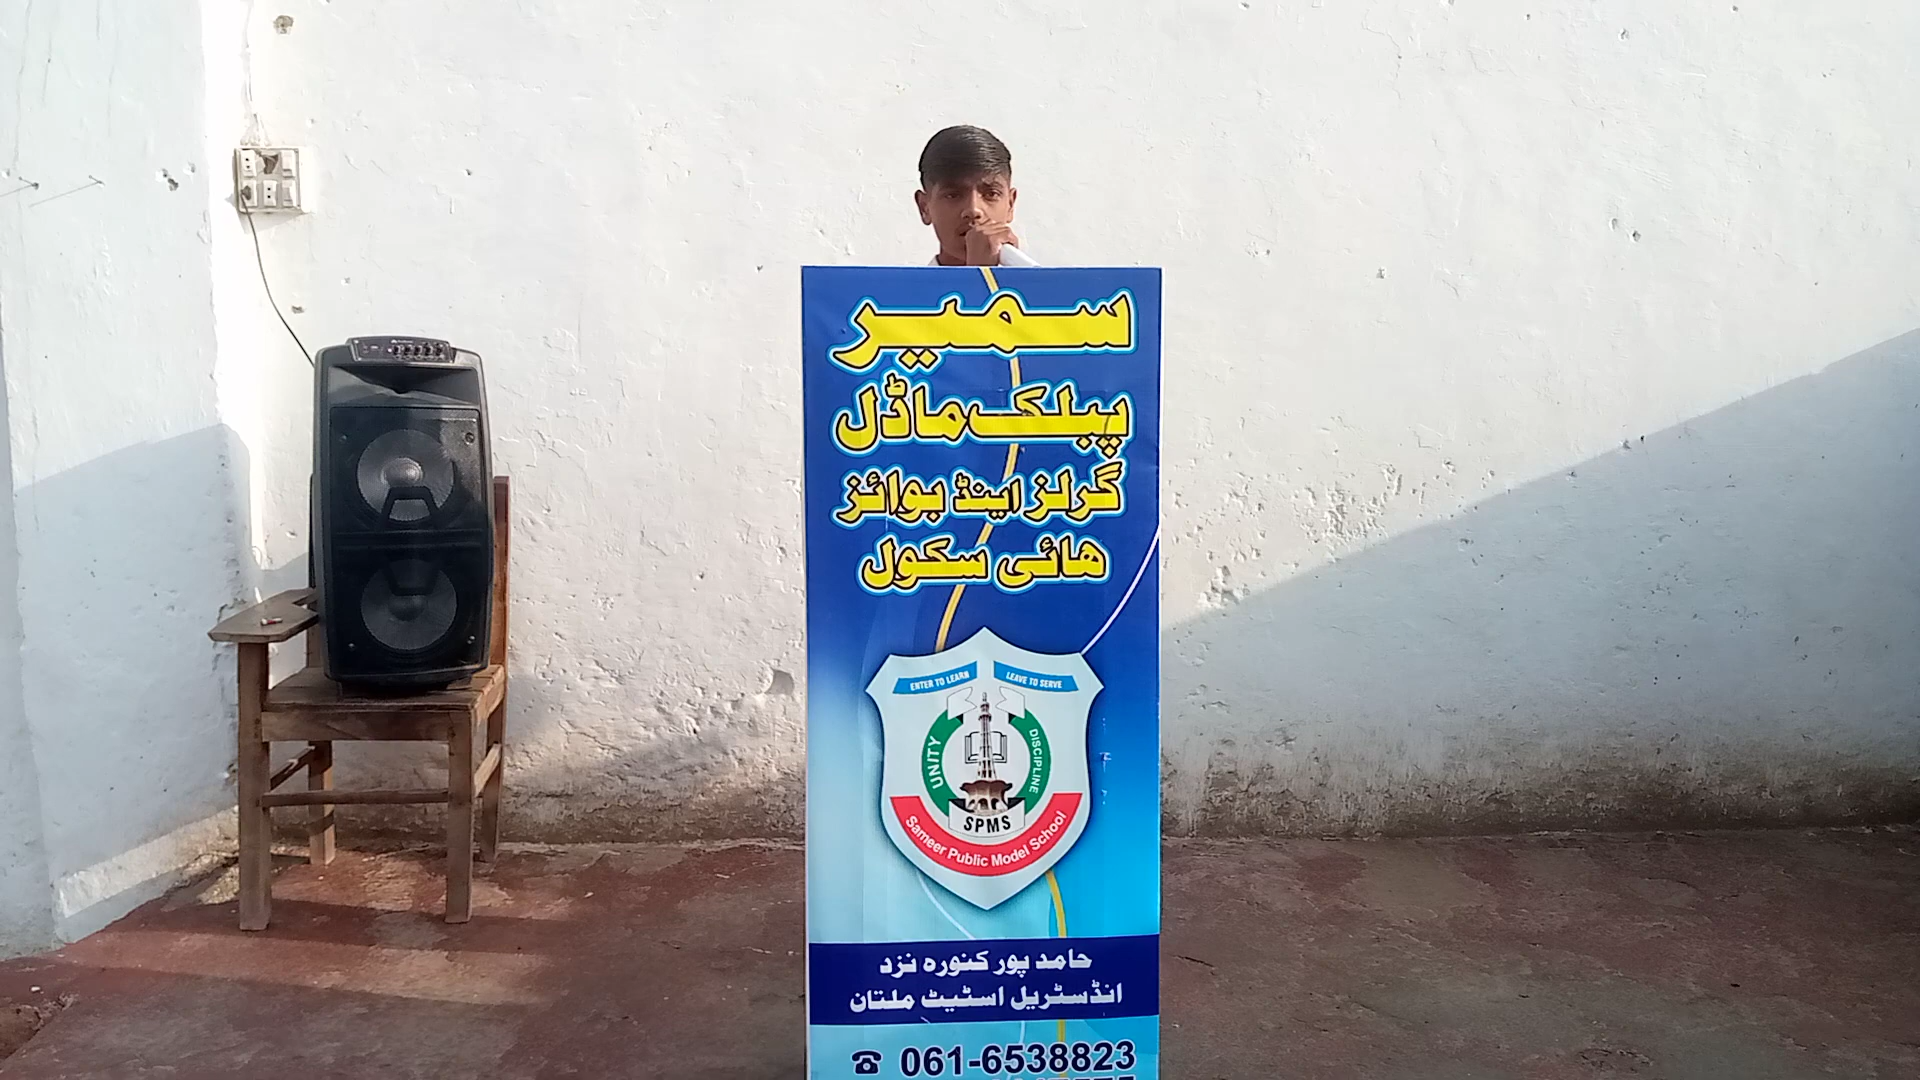 سمیر
پبلک ماڈل
گرلز اینڈ بوائز
ہائی سکول
ENTER TO LEARN
LEAVE TO SERVE
UNITY
DISCIPLINE
SPMS
Sameer Public Model School
حامد پور کنورہ نزد
انڈسٹریل اسٹیٹ ملتان
061-6538823